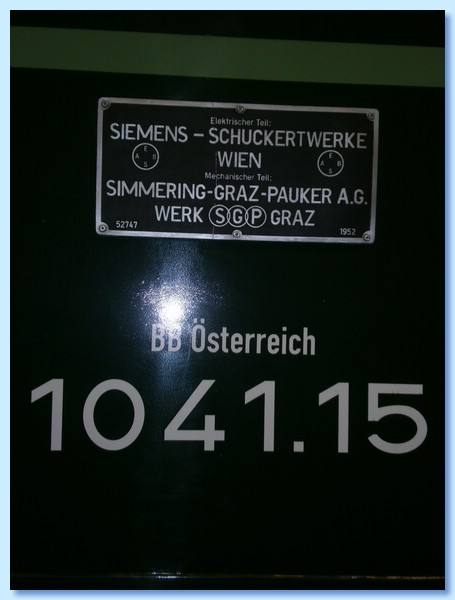 Elektrischer Teil:
SIEMENS – SCHUCKERTWERKE
E A B S
WIEN
E A B S
Mechanischer Teil:
SIMMERING-GRAZ-PAUKER A.G.
WERK SGP GRAZ
52747
1952
BB Österreich
1041.15